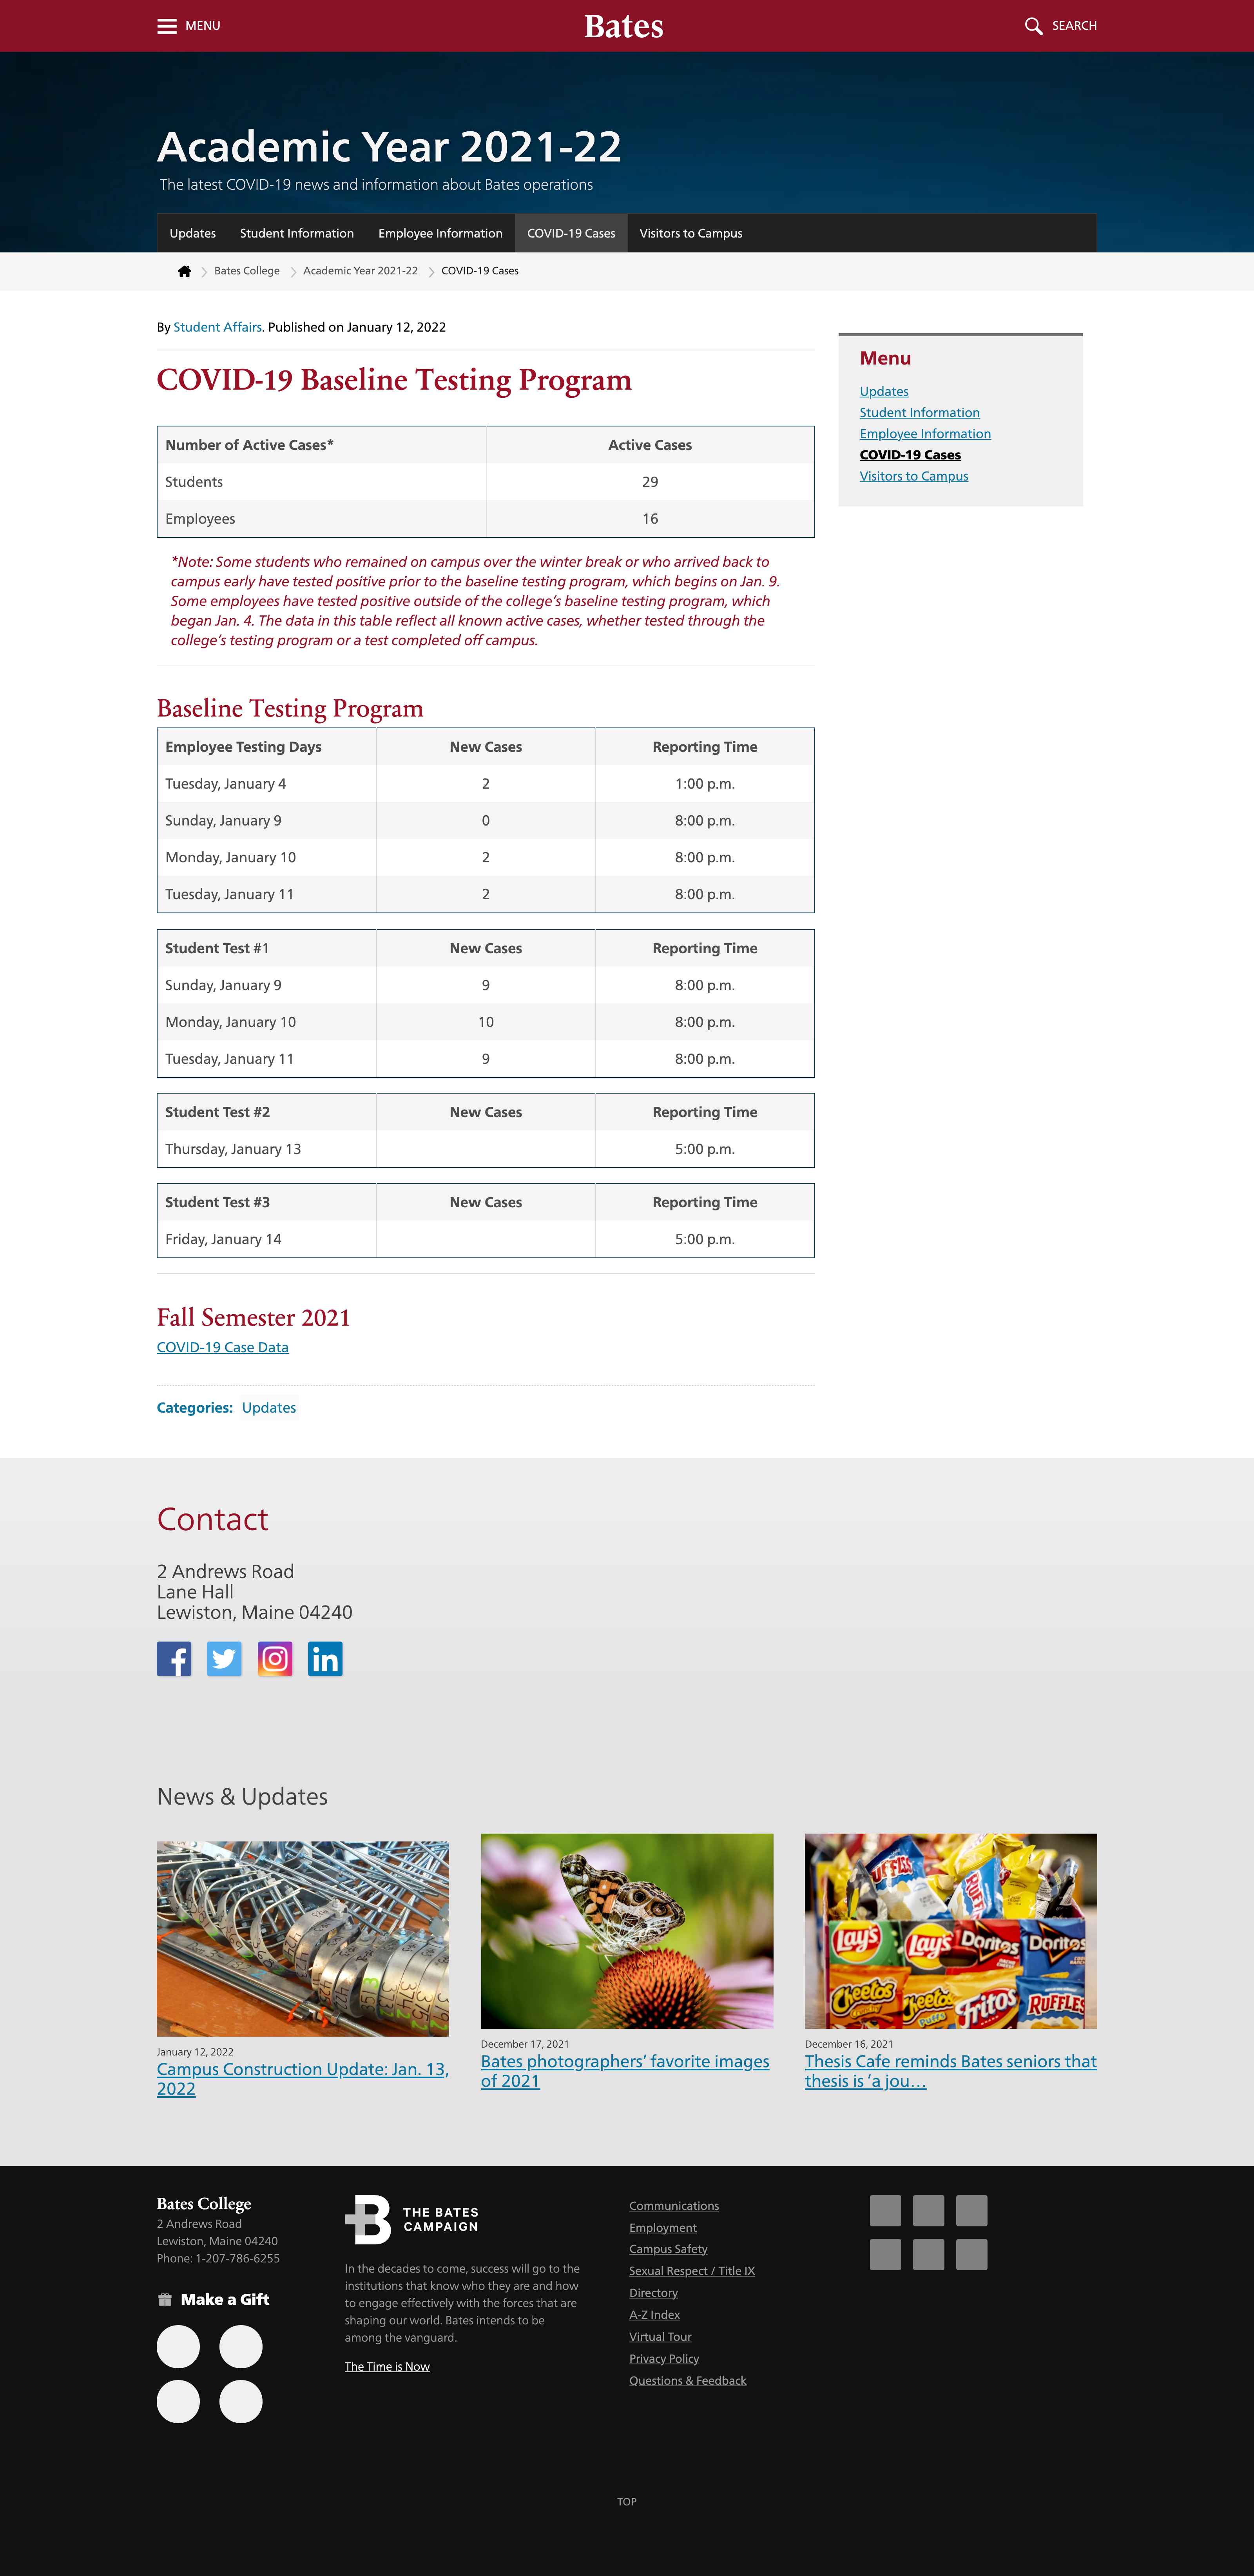 MENU
Bates
SEARCH
Academic Year 2021-22
The latest COVID-19 news and information about Bates operations
Updates Student Information Employee Information COVID-19 Cases Visitors to Campus
Bates College Academic Year 2021-22 COVID-19 Cases
By Student Affairs. Published on January 12, 2022
COVID-19 Baseline Testing Program
Number of Active Cases* Active Cases
Students 29
Employees 16
*Note: Some students who remained on campus over the winter break or who arrived back to
campus early have tested positive prior to the baseline testing program, which begins on Jan. 9.
Some employees have tested positive outside of the college’s baseline testing program, which
began Jan. 4. The data in this table reflect all known active cases, whether tested through the
college’s testing program or a test completed off campus.
Baseline Testing Program
Employee Testing Days New Cases Reporting Time
Tuesday, January 4 2 1:00 p.m.
Sunday, January 9 0 8:00 p.m.
Monday, January 10 2 8:00 p.m.
Tuesday, January 11 2 8:00 p.m.
Student Test #1 New Cases Reporting Time
Sunday, January 9 9 8:00 p.m.
Monday, January 10 10 8:00 p.m.
Tuesday, January 11 9 8:00 p.m.
Student Test #2 New Cases Reporting Time
Thursday, January 13 5:00 p.m.
Student Test #3 New Cases Reporting Time
Friday, January 14 5:00 p.m.
Fall Semester 2021
COVID-19 Case Data
Categories: Updates
Menu
Updates
Student Information
Employee Information
COVID-19 Cases
Visitors to Campus
Contact
2 Andrews Road
Lane Hall
Lewiston, Maine 04240
News & Updates
January 12, 2022
Campus Construction Update: Jan. 13,
2022
December 17, 2021
Bates photographers’ favorite images
of 2021
RUFFLES
Lays Lays Doritos Doritos
Cheetos Cheetos Fritos RUFFLES
December 16, 2021
Thesis Cafe reminds Bates seniors that
thesis is ‘a jou…
Bates College
2 Andrews Road
Lewiston, Maine 04240
Phone: 1-207-786-6255
Make a Gift
B THE BATES
CAMPAIGN
In the decades to come, success will go to the
institutions that know who they are and how
to engage effectively with the forces that are
shaping our world. Bates intends to be
among the vanguard.
The Time is Now
Communications
Employment
Campus Safety
Sexual Respect / Title IX
Directory
A-Z Index
Virtual Tour
Privacy Policy
Questions & Feedback
TOP